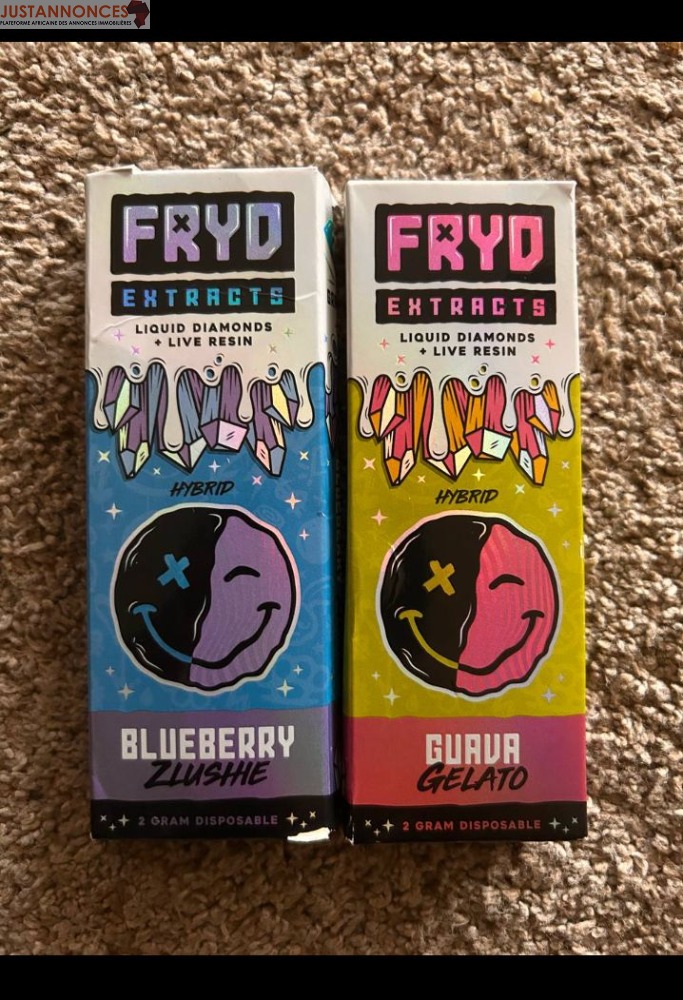 JUSTANNONCES
PLATEFORME AFRICAINE DES ANNONCES IMMOBILIÈRES
FRYD
EXTRACTS
LIQUID DIAMONDS
+ LIVE RESIN
HYBRID
BLUEBERRY
ZLUSHIE
2 GRAM DISPOSABLE
FRYD
EXTRACTS
LIQUID DIAMONDS
+ LIVE RESIN
HYBRID
GUAVA
GELATO
2 GRAM DISPOSABLE